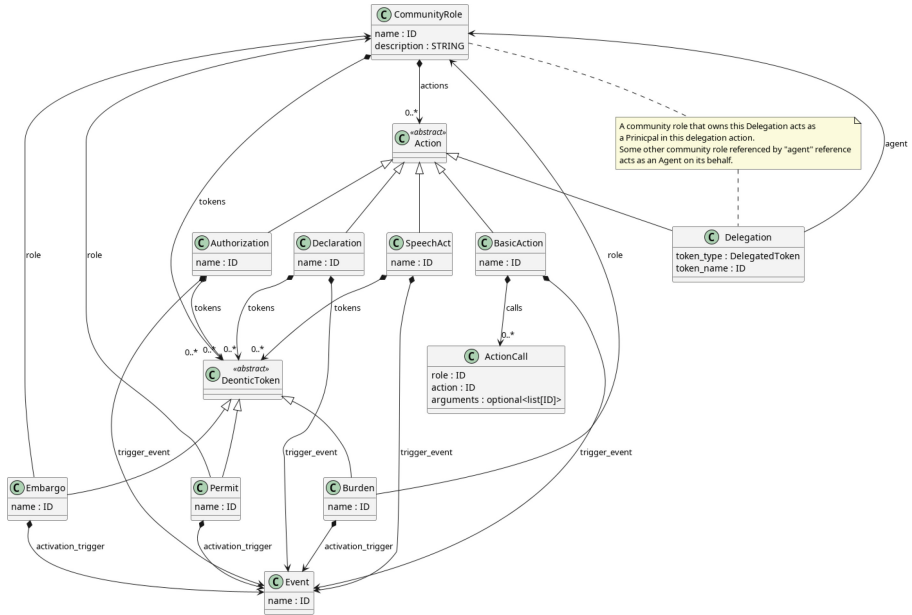 C CommunityRole
name : ID
description : STRING
actions
0..*
C «abstract» Action
A community role that owns this Delegation acts as
a Prinicpal in this delegation action.
Some other community role referenced by "agent" reference
acts as an Agent on its behalf.
agent
tokens
C Authorization
name : ID
C Declaration
name : ID
C SpeechAct
name : ID
C BasicAction
name : ID
C Delegation
token_type : DelegatedToken
token_name : ID
role
role
role
tokens
tokens
tokens
calls
0..*
0..*
0..*
0..*
0..*
C «abstract» DeonticToken
C ActionCall
role : ID
action : ID
arguments : optional<list[ID]>
trigger_event
trigger_event
trigger_event
trigger_event
C Embargo
name : ID
C Permit
name : ID
C Burden
name : ID
activation_trigger
activation_trigger
activation_trigger
C Event
name : ID